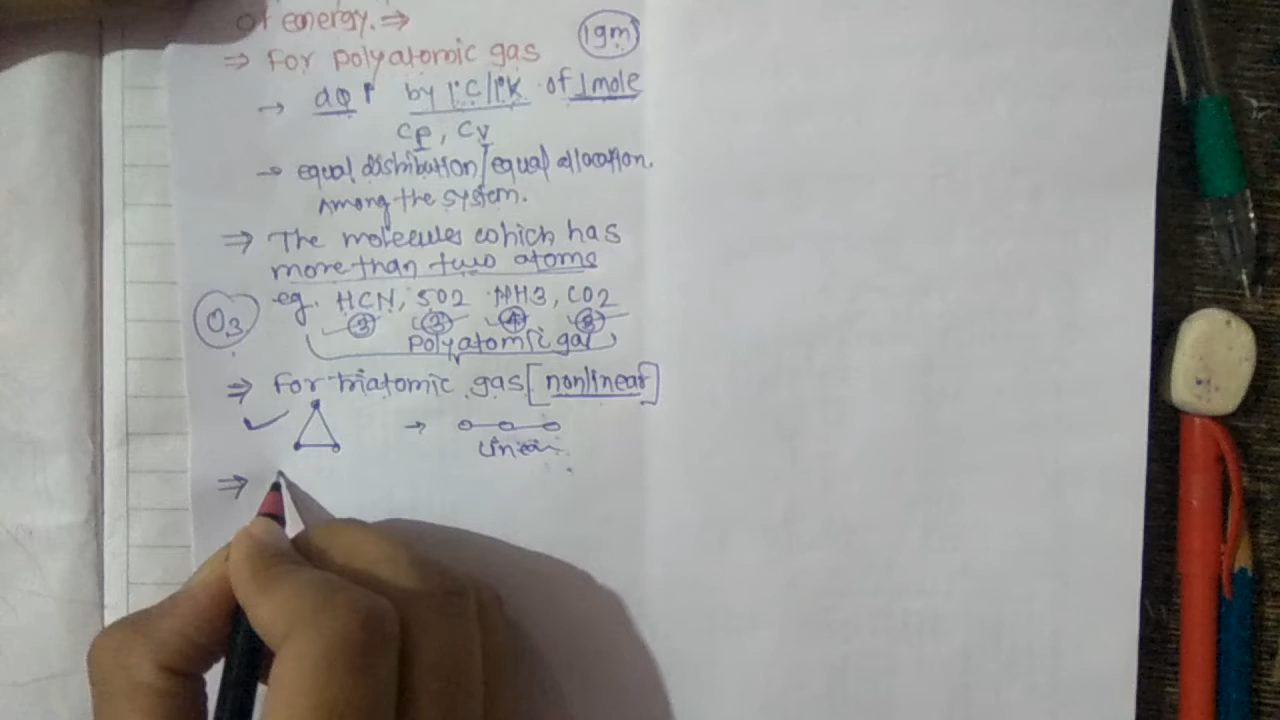 of energy. ⇒
⇒ For polyatomic gas (1gm)
→ dQ↑ by 1°C/1°K of 1mole
Cp, Cv
→ equal distribution/equal allocation.
Among the system.
⇒ The molecules which has
more than two atoms
eg. HCN, SO2 NH3, CO2
O3 3 3 4 3
polyatomic gas
⇒ For triatomic gas [nonlinear]
→ Linear
⇒